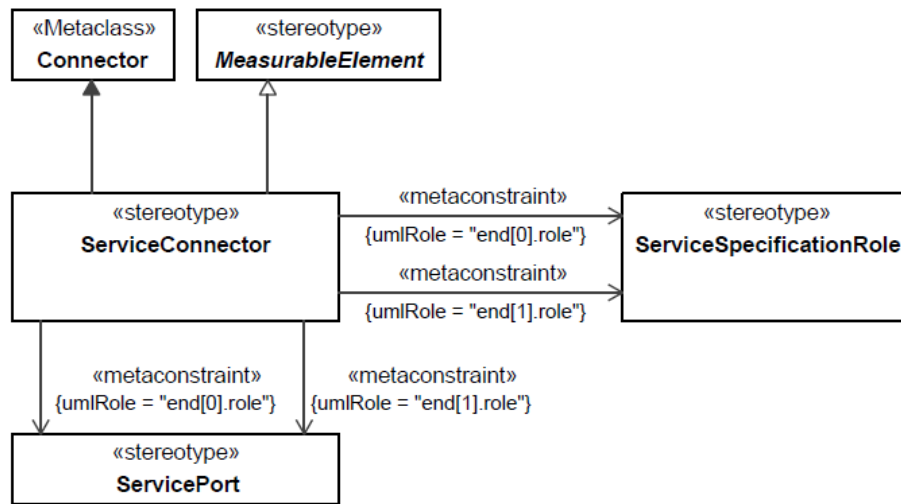 «Metaclass»
Connector
«stereotype»
MeasurableElement
«stereotype»
ServiceConnector
«metaconstraint»
{umlRole = "end[0].role"}
«metaconstraint»
{umlRole = "end[1].role"}
«stereotype»
ServiceSpecificationRole
«metaconstraint»
{umlRole = "end[0].role"}
«metaconstraint»
{umlRole = "end[1].role"}
«stereotype»
ServicePort